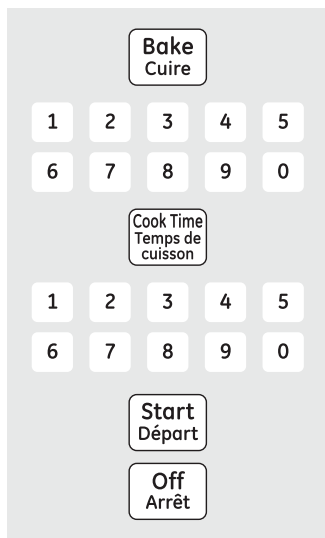 Bake
Cuire
1 2 3 4 5
6 7 8 9 0
Cook Time
Temps de
cuisson
1 2 3 4 5
6 7 8 9 0
Start
Départ
Off
Arrêt